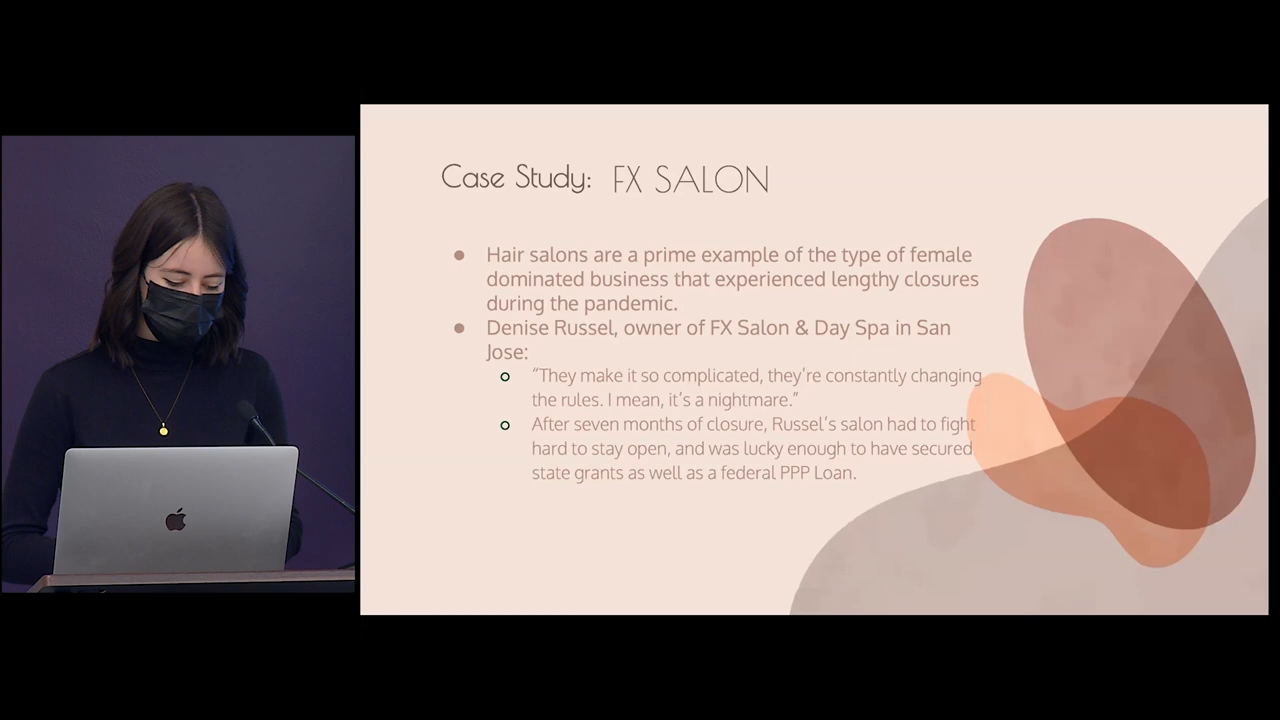 Case Study: FX SALON
● Hair salons are a prime example of the type of female
dominated business that experienced lengthy closures
during the pandemic.
● Denise Russel, owner of FX Salon & Day Spa in San
Jose:
○ “They make it so complicated, they’re constantly changing
the rules. I mean, it’s a nightmare.”
○ After seven months of closure, Russel’s salon had to fight
hard to stay open, and was lucky enough to have secured
state grants as well as a federal PPP Loan.